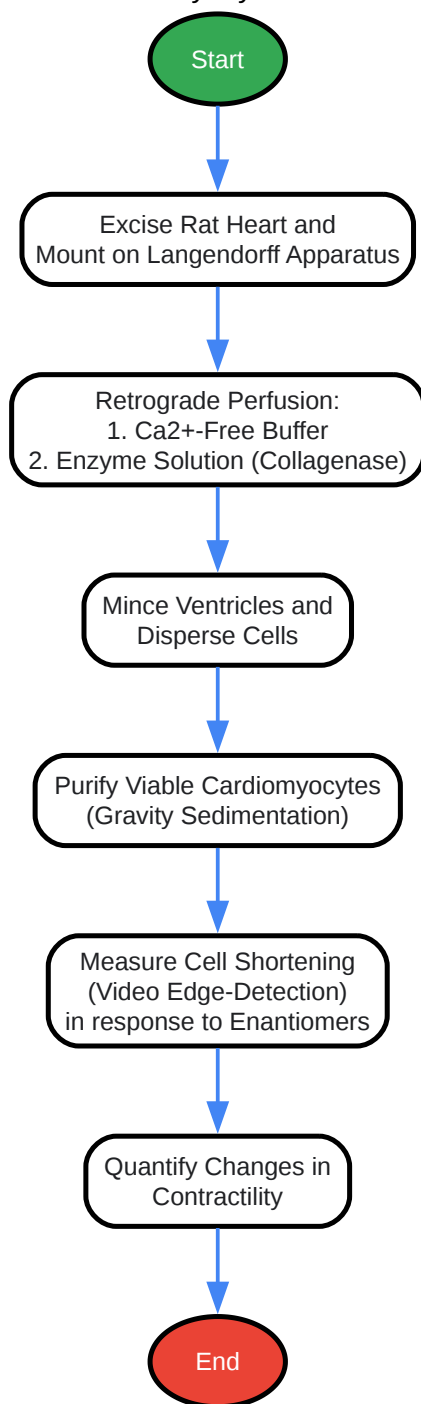 Start
Excise Rat Heart and
Mount on Langendorff Apparatus
Retrograde Perfusion:
1. Ca2+-Free Buffer
2. Enzyme Solution (Collagenase)
Mince Ventricles and
Disperse Cells
Purify Viable Cardiomyocytes
(Gravity Sedimentation)
Measure Cell Shortening
(Video Edge-Detection)
in response to Enantiomers
Quantify Changes in
Contractility
End